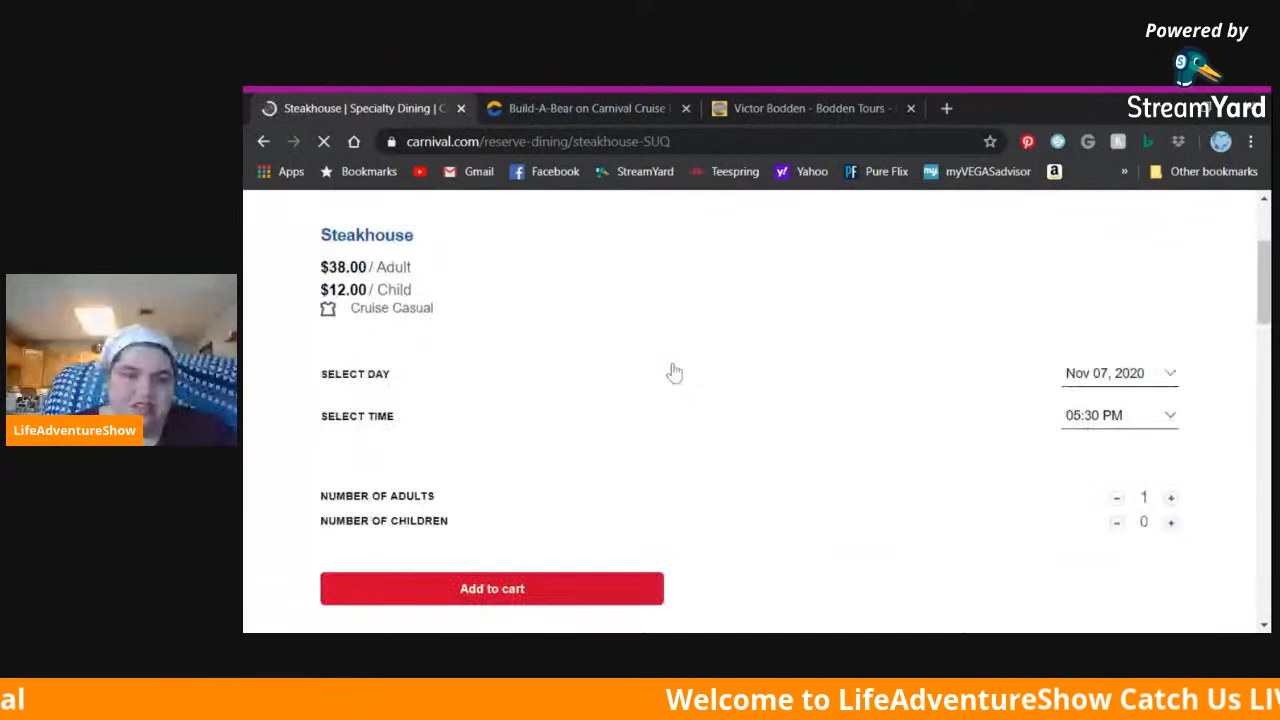 Powered by
StreamYard
Steakhouse | Specialty Dining | C
Build-A-Bear on Carnival Cruise
Victor Bodden - Bodden Tours -
carnival.com/reserve-dining/steakhouse-SUQ
Apps Bookmarks Gmail Facebook StreamYard Teespring Yahoo PF Pure Flix my myVEGASadvisor a » Other bookmarks
Steakhouse
$38.00 / Adult
$12.00 / Child
Cruise Casual
SELECT DAY Nov 07, 2020
SELECT TIME 05:30 PM
NUMBER OF ADULTS - 1 +
NUMBER OF CHILDREN - 0 +
Add to cart
LifeAdventureShow
al Welcome to LifeAdventureShow Catch Us LIV